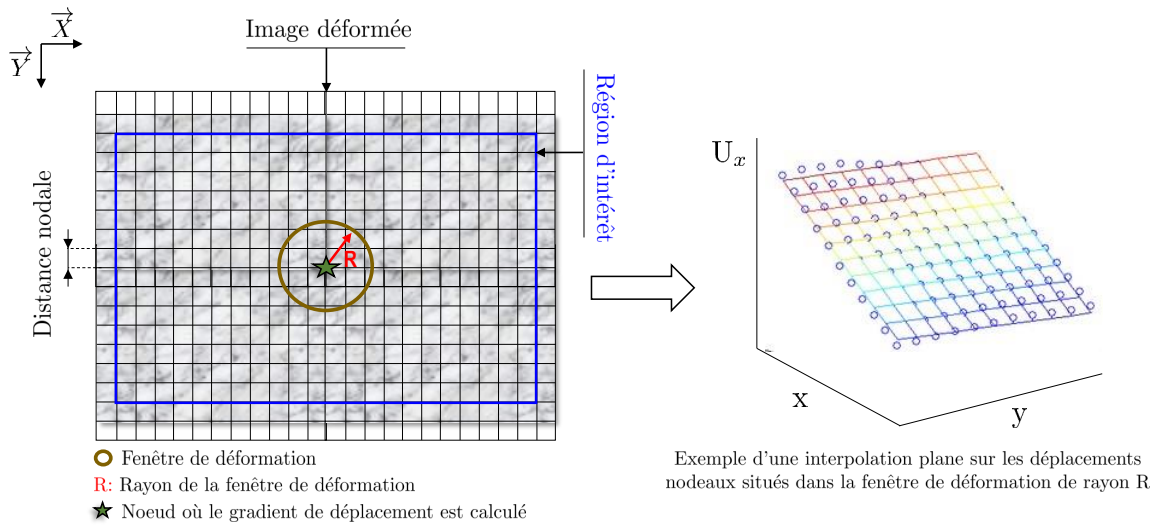 X
Y
Image déformée
Région d'intérêt
Distance nodale
R
Fenêtre de déformation
R: Rayon de la fenêtre de déformation
Noeud où le gradient de déplacement est calculé
Uₓ
x
y
Exemple d'une interpolation plane sur les déplacements
nodeaux situés dans la fenêtre de déformation de rayon R